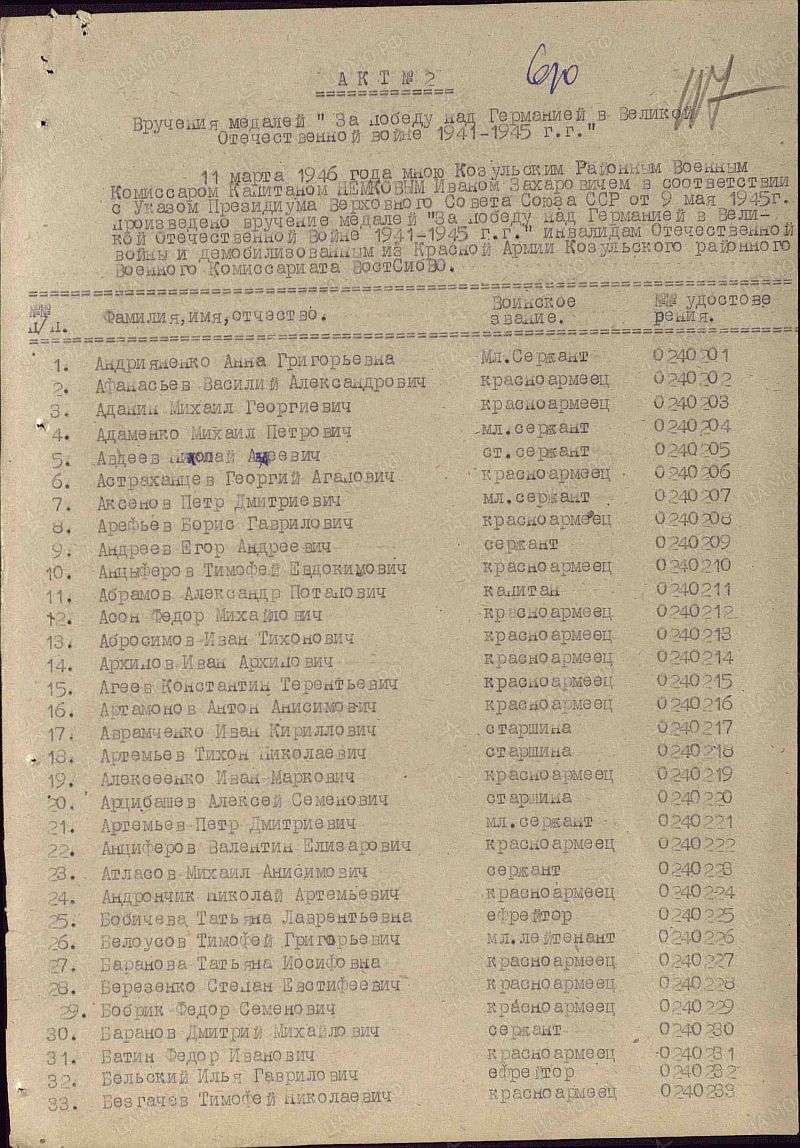 АКТ № 2
Вручения медалей " За победу над Германией в Великой
Отечественной войне 1941-1945 г.г."
11 марта 1946 года мною Козульским Районным Военным
Комиссаром Капитаном НЕМКОВЫМ Иваном Захаровичем в соответствии
с Указом Президиума Верховного Совета Союза ССР от 9 мая 1945г.
произведено вручение медалей "За победу над Германией в Вели-
кой Отечественной Войне 1941-1945 г.г." инвалидам Отечественной
войны и демобилизованным из Красной Армии Козульского районного
Военного Комиссариата ВостСибВО.
№№ п/п. Фамилия,имя,отчество. Воинское звание. №№ удостове рения.
1. Андрияненко Анна Григорьевна Мл.Сержант 0240201
2. Афанасьев Василий Александрович красноармеец 0240202
3. Аданин Михаил Георгиевич красноармеец 0240203
4. Адаменко Михаил Петрович мл.сержант 0240204
5. Авдеев Николай ст.сержант 0240205
6. Астраханцев Георгий Агапович красноармеец 0240206
7. Аксенов Петр Дмитриевич мл.сержант 0240207
8. Арефьев Борис Гаврилович красноармеец 0240208
9. Андреев Егор Андреевич сержант 0240209
10. Анцыферов Тимофей Евдокимович красноармеец 0240210
11. Абрамов Александр Потапович капитан 0240211
12. Асон Федор Михайлович красноармеец 0240212
13. Абросимов Иван Тихонович красноармеец 0240213
14. Архипов Иван Архипович красноармеец 0240214
15. Агеев Константин Терентьевич красноармеец 0240215
16. Артамонов Антон Анисимович красноармеец 0240216
17. Аврамченко Иван Кириллович старшина 0240217
18. Артемьев Тихон Николаевич старшина 0240218
19. Алексеенко Иван Маркович красноармеец 0240219
20. Арцибашев Алексей Семенович старшина 0240220
21. Артемьев Петр Дмитриевич мл.сержант 0240221
22. Анциферов Валентин Елизарович красноармеец 0240222
23. Атласов Михаил Анисимович сержант 0240223
24. Андрончик Николай Артемьевич красноармеец 0240224
25. Бобичева Татьяна Лаврентьевна ефрейтор 0240225
26. Белоусов Тимофей Григорьевич мл.лейтенант 0240226
27. Баранова Татьяна Иосифовна красноармеец 0240227
28. Березенко Степан Евстифеевич красноармеец 0240228
29. Бобрик Федор Семенович красноармеец 0240229
30. Баранов Дмитрий Михайлович сержант 0240230
31. Батин Федор Иванович красноармеец 0240231
32. Бельский Илья Гаврилович ефрейтор 0240232
33. Безгачев Тимофей Николаевич красноармеец 0240233